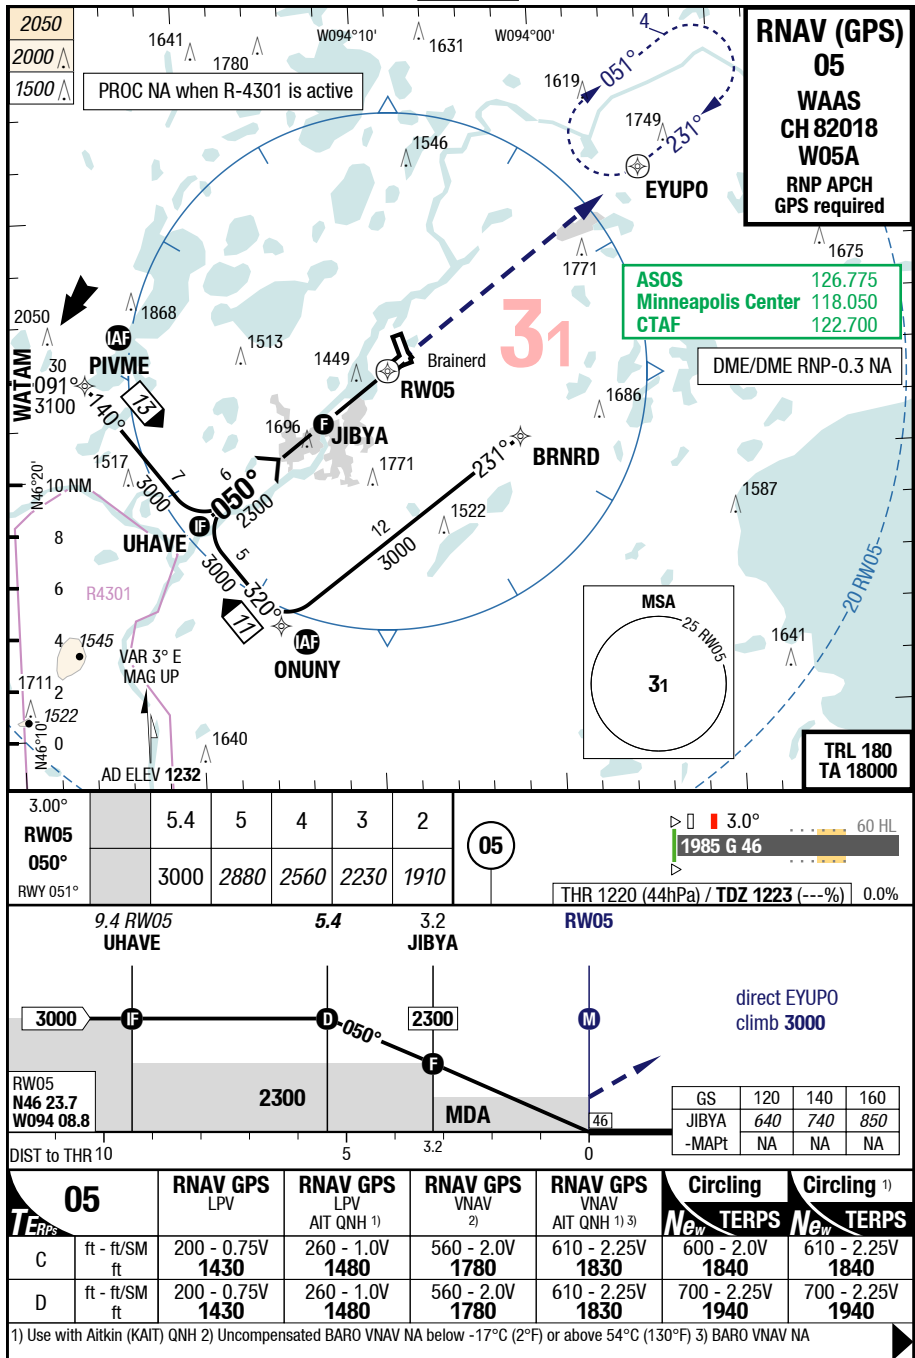 2050
2000
1500
PROC NA when R-4301 is active
1641
1780
W094°10'
1631
W094°00'
4
051°
231°
1619
1749
EYUPO
RNAV (GPS)
05
WAAS
CH 82018
W05A
RNP APCH
GPS required
1546
1675
1771
ASOS 126.775
Minneapolis Center 118.050
CTAF 122.700
31
DME/DME RNP-0.3 NA
2050
1868
IAF
PIVME
1513
1449
Brainerd
RW05
WATAM
30
091°
3100
140°
13
1696
F
JIBYA
1686
231°
BRNRD
1517
7
3000
6
050°
2300
1771
1587
N46°20'
10 NM
IF
UHAVE
1522
12
3000
8
5
3000
320°
6
R4301
11
IAF
ONUNY
MSA
25 RW05
31
20 RW05
1641
4
1545
VAR 3° E
MAG UP
1711
2
1522
N46°10'
0
1640
AD ELEV 1232
TRL 180
TA 18000
3.00°
RW05
050°
RWY 051°
5.4 5 4 3 2
3000 2880 2560 2230 1910
05
3.0°
60 HL
1985 G 46
THR 1220 (44hPa) / TDZ 1223 (---%) 0.0%
9.4 RW05
UHAVE
5.4
3.2
JIBYA
RW05
3000
IF
D
050°
2300
F
M
direct EYUPO
climb 3000
RW05
N46 23.7
W094 08.8
2300
MDA
46
GS 120 140 160
JIBYA 640 740 850
-MAPt NA NA NA
DIST to THR 10 5 3.2 0
TERPs
05
RNAV GPS
LPV
RNAV GPS
LPV
AIT QNH 1)
RNAV GPS
VNAV
2)
RNAV GPS
VNAV
AIT QNH 1) 3)
Circling
New TERPS
Circling 1)
New TERPS
C ft - ft/SM 200 - 0.75V 260 - 1.0V 560 - 2.0V 610 - 2.25V 600 - 2.0V 610 - 2.25V
ft 1430 1480 1780 1830 1840 1840
D ft - ft/SM 200 - 0.75V 260 - 1.0V 560 - 2.0V 610 - 2.25V 700 - 2.25V 700 - 2.25V
ft 1430 1480 1780 1830 1940 1940
1) Use with Aitkin (KAIT) QNH 2) Uncompensated BARO VNAV NA below -17°C (2°F) or above 54°C (130°F) 3) BARO VNAV NA